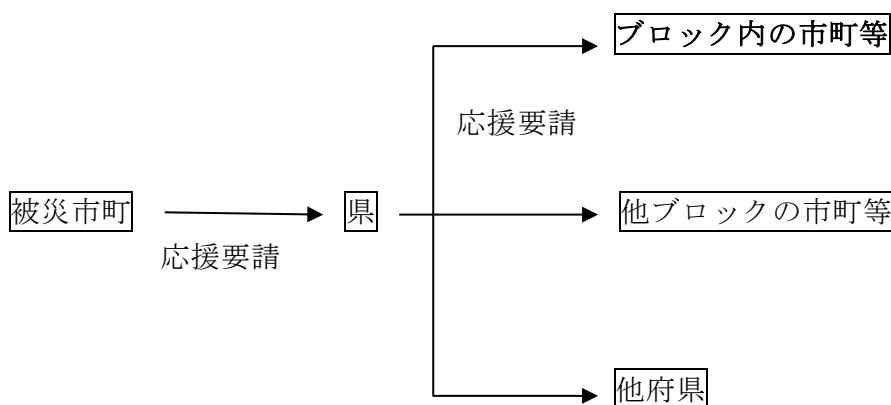 ブロック内の市町等
応援要請
被災市町
県
他ブロックの市町等
応援要請
他府県